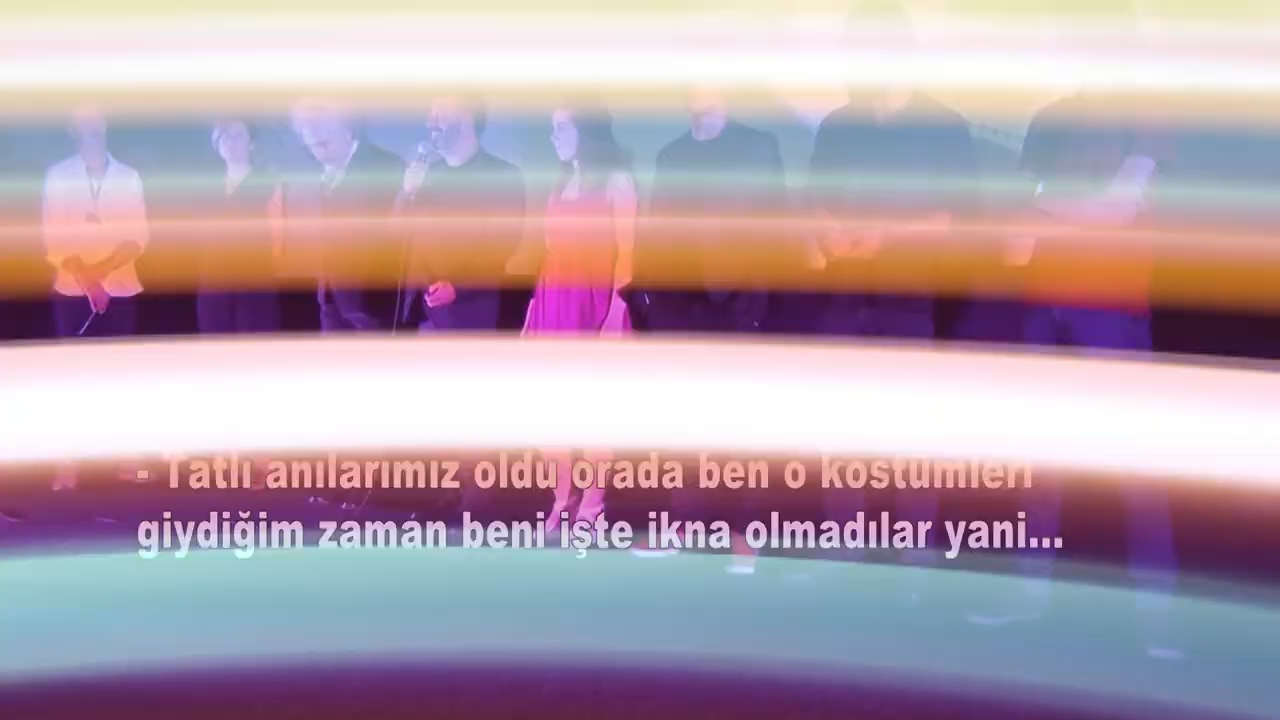 - Tatlı anılarımız oldu orada ben o kostümleri
giydiğim zaman beni işte ikna olmadılar yani...